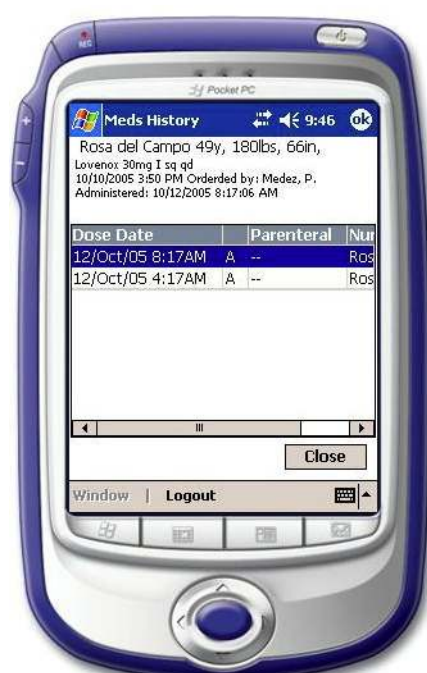 REC
Pocket PC
Meds History 9:46 ok
Rosa del Campo 49y, 180lbs, 66in,
Lovenox 30mg I sq qd
10/10/2005 3:50 PM Orderded by: Medez, P.
Administered: 10/12/2005 8:17:06 AM
Dose Date Parenteral Nur
12/Oct/05 8:17AM A -- Ros
12/Oct/05 4:17AM A -- Ros
Close
Window | Logout